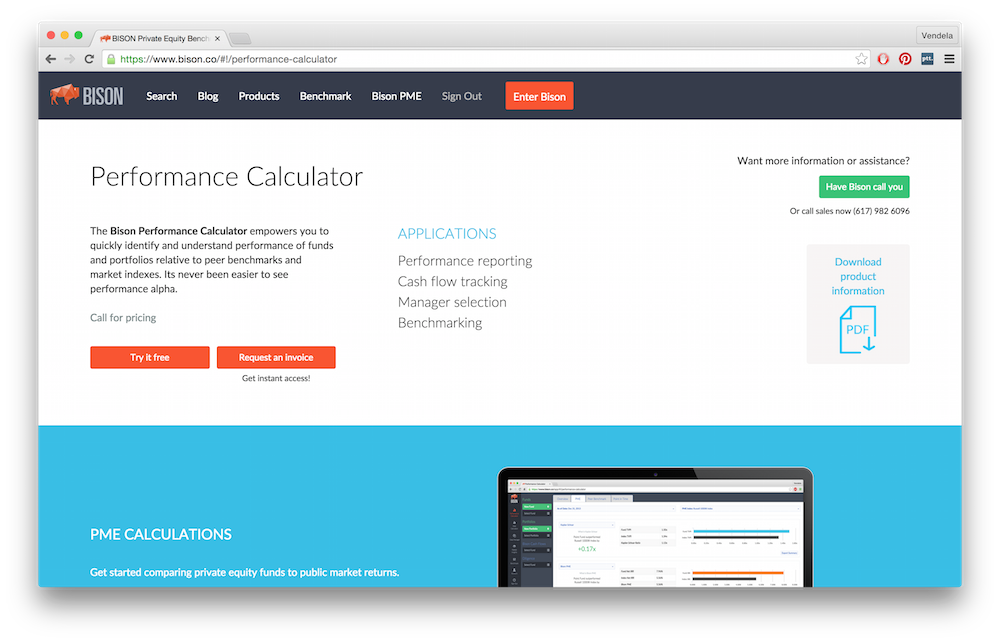 BISON Private Equity Bench
Vendela
https://www.bison.co/#!/performance-calculator
ptt.
BISON
Search
Blog
Products
Benchmark
Bison PME
Sign Out
Enter Bison
Performance Calculator
Want more information or assistance?
Have Bison call you
Or call sales now (617) 982 6096
The Bison Performance Calculator empowers you to
quickly identify and understand performance of funds
and portfolios relative to peer benchmarks and
market indexes. Its never been easier to see
performance alpha.
Call for pricing
Try it free
Request an invoice
Get instant access!
APPLICATIONS
Performance reporting
Cash flow tracking
Manager selection
Benchmarking
Download
product
information
PDF
PME CALCULATIONS
Get started comparing private equity funds to public market returns.
+0.17x